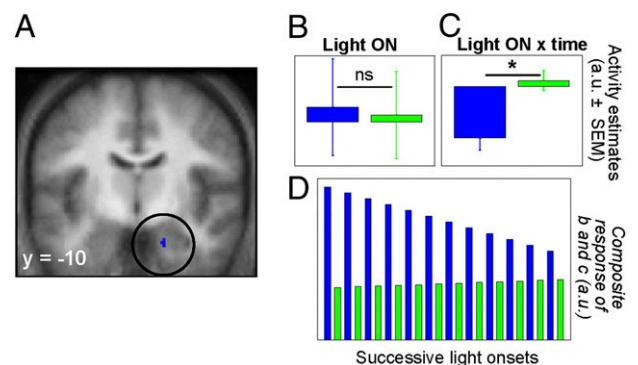 A
y = -10
B
Light ON
ns
C
Light ON x time
*
Activity estimates
(a.u. ± SEM)
D
Composite
response of
b and c (a.u.)
Successive light onsets